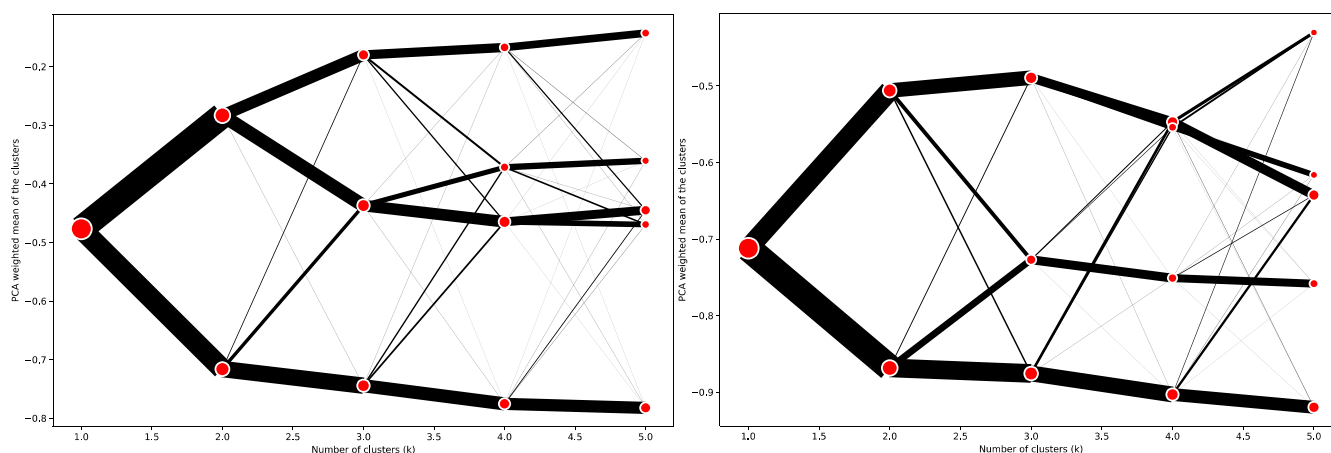 PCA weighted mean of the clusters
−0.2
−0.3
−0.4
−0.5
−0.6
−0.7
−0.8
1.0 1.5 2.0 2.5 3.0 3.5 4.0 4.5 5.0
Number of clusters (k)
PCA weighted mean of the clusters
−0.5
−0.6
−0.7
−0.8
−0.9
1.0 1.5 2.0 2.5 3.0 3.5 4.0 4.5 5.0
Number of clusters (k)